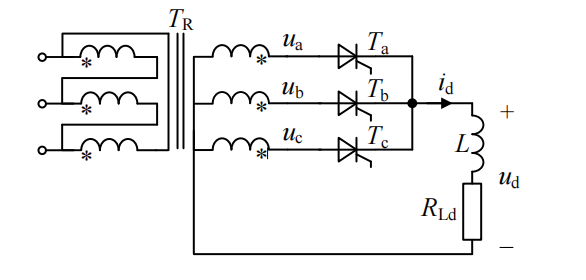 T_R
* u_a * T_a
* u_b * T_b i_d +
* u_c * T_c L
R_Ld u_d
−